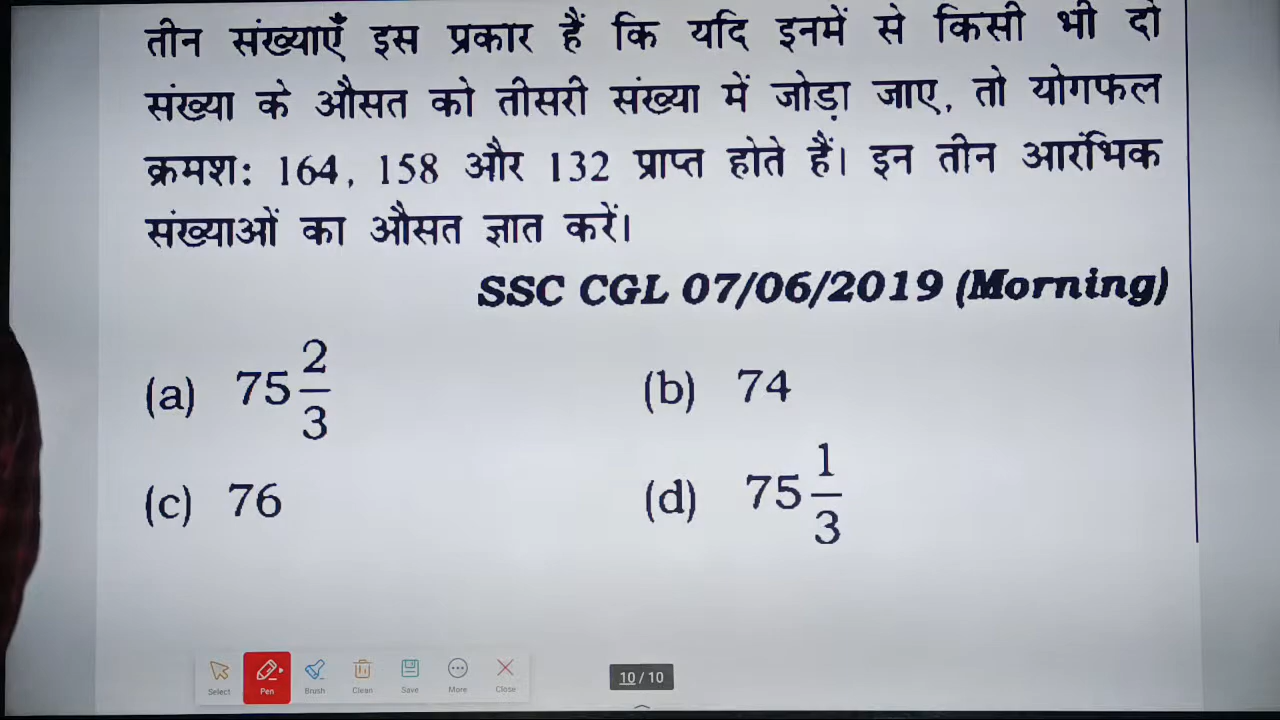 तीन संख्याएँ इस प्रकार हैं कि यदि इनमें से किसी भी दो
संख्या के औसत को तीसरी संख्या में जोड़ा जाए, तो योगफल
क्रमश: 164, 158 और 132 प्राप्त होते हैं। इन तीन आरंभिक
संख्याओं का औसत ज्ञात करें।
SSC CGL 07/06/2019 (Morning)
(a) 75 2/3 (b) 74
(c) 76 (d) 75 1/3
Select Pen Brush Clean Save More Close 10 / 10